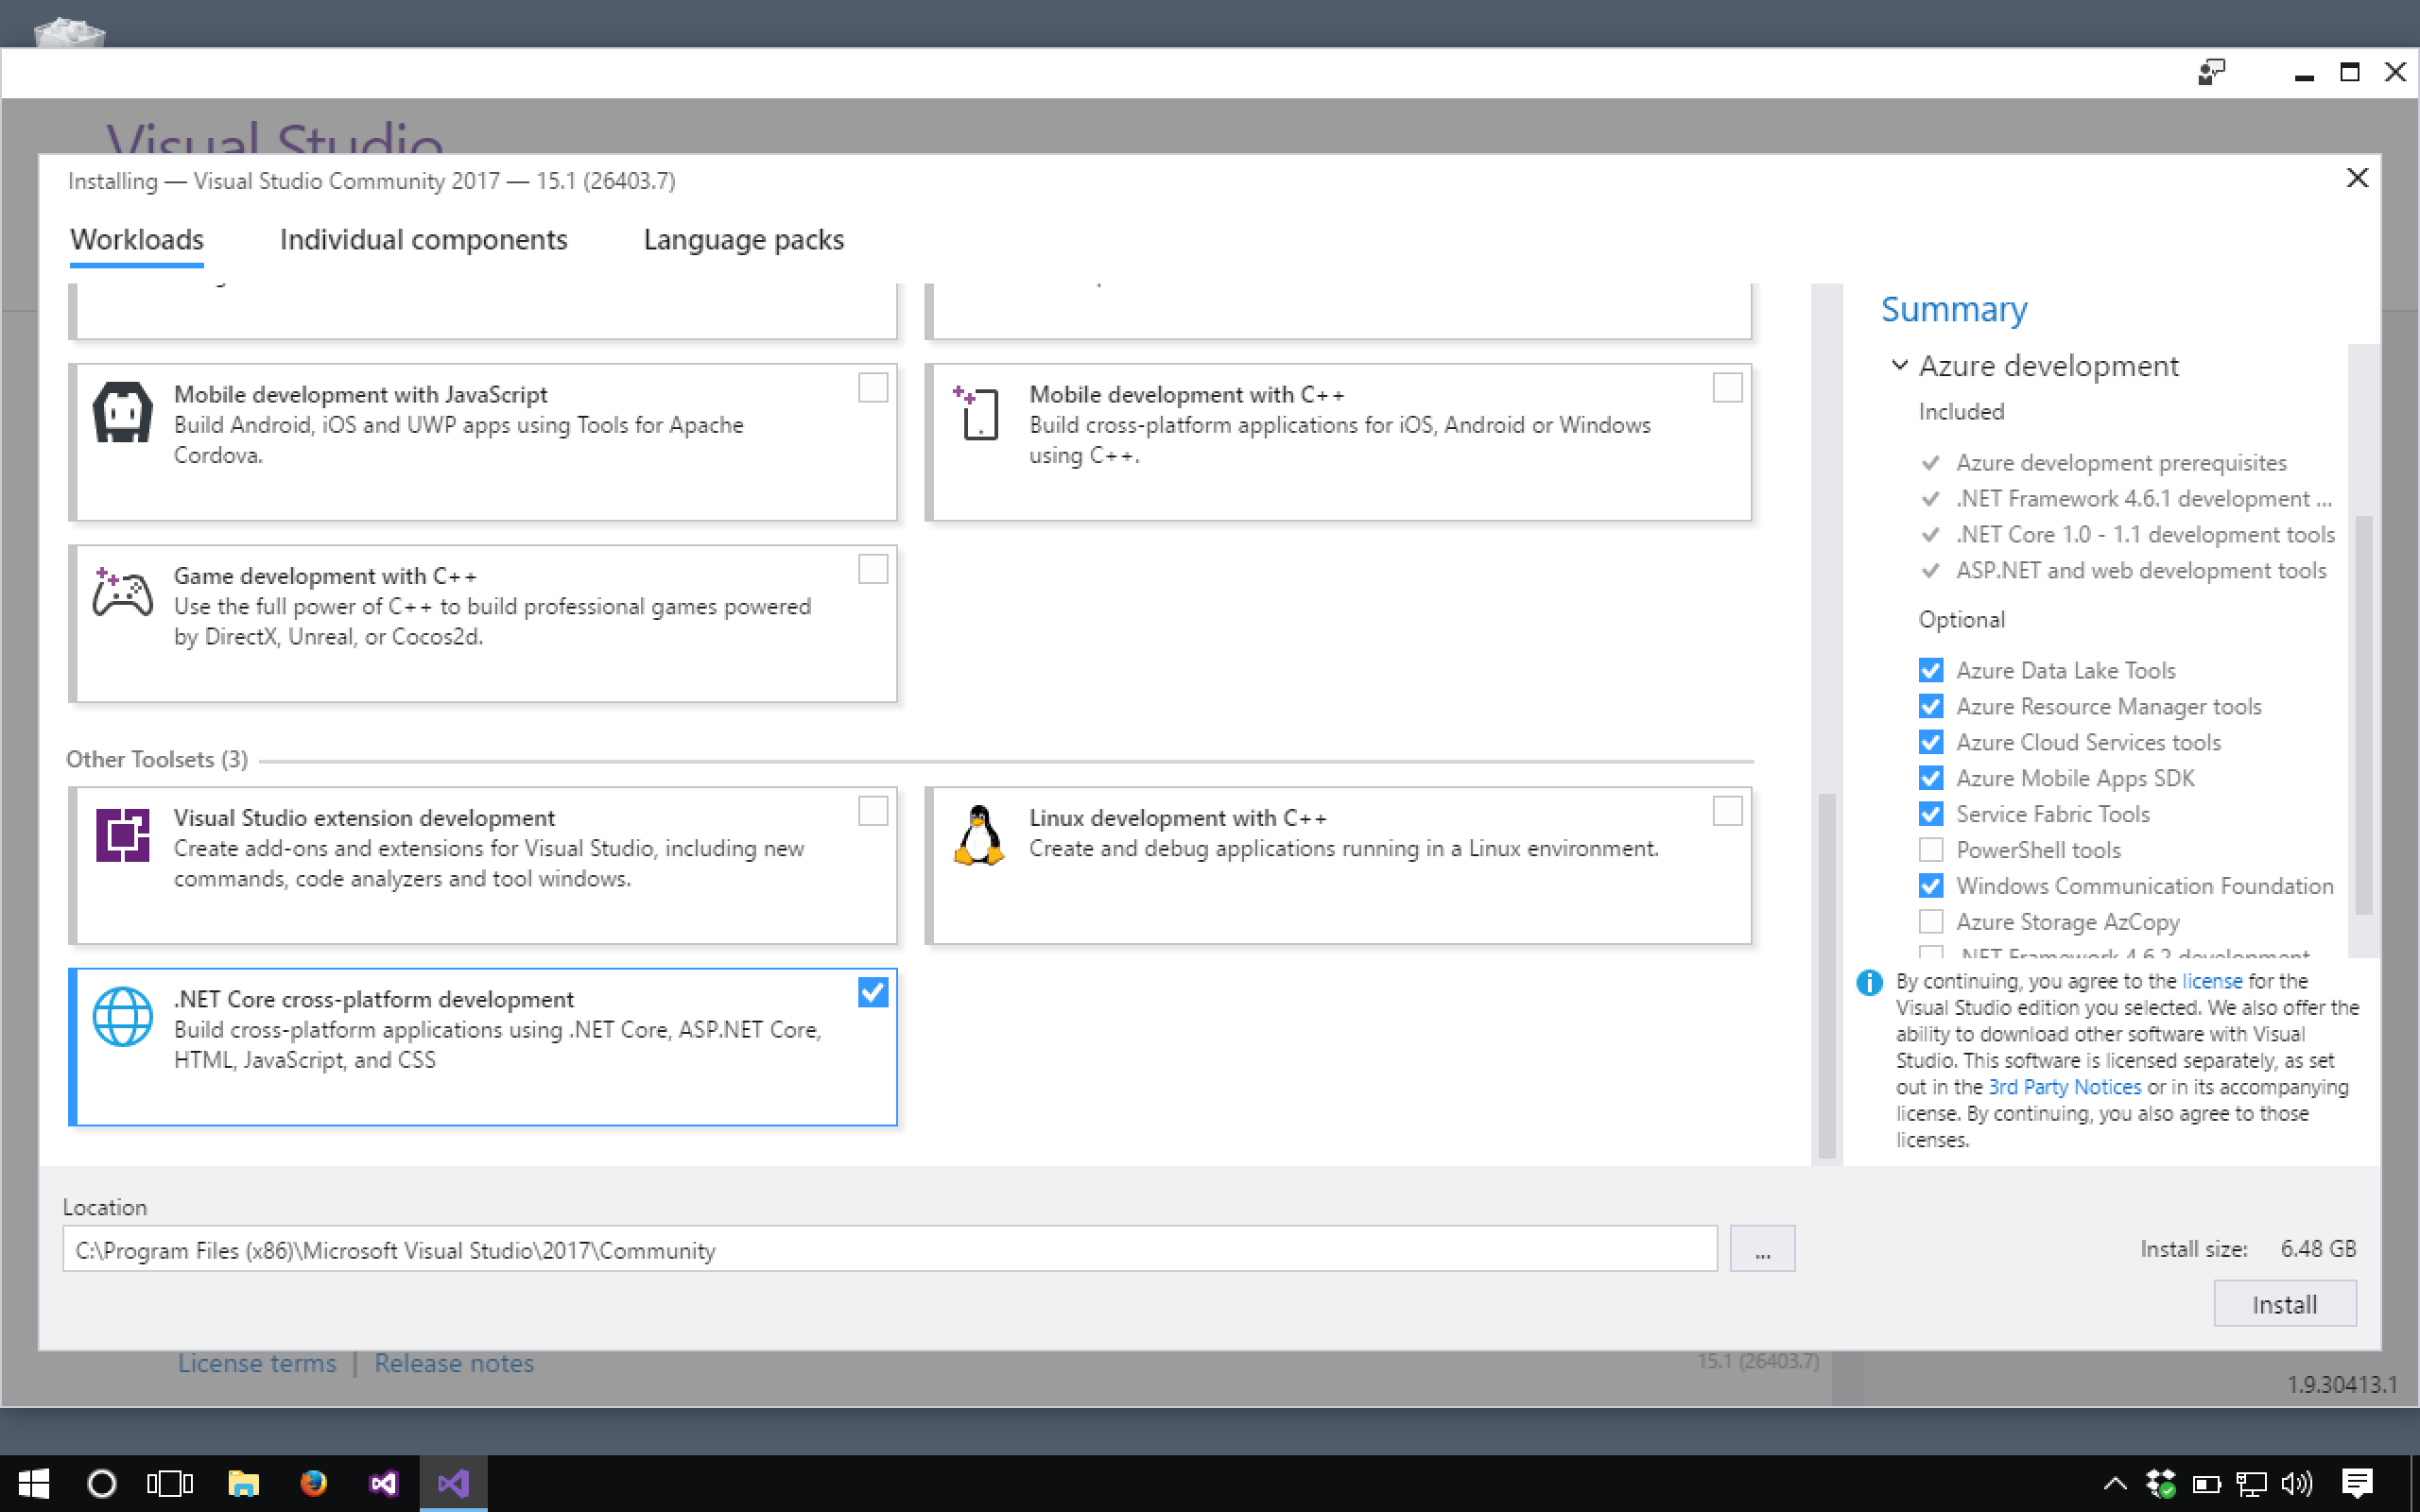 Visual Studio
Installing — Visual Studio Community 2017 — 15.1 (26403.7)
Workloads
Individual components
Language packs
Mobile development with JavaScript
Build Android, iOS and UWP apps using Tools for Apache
Cordova.
Mobile development with C++
Build cross-platform applications for iOS, Android or Windows
using C++.
Game development with C++
Use the full power of C++ to build professional games powered
by DirectX, Unreal, or Cocos2d.
Other Toolsets (3)
Visual Studio extension development
Create add-ons and extensions for Visual Studio, including new
commands, code analyzers and tool windows.
Linux development with C++
Create and debug applications running in a Linux environment.
.NET Core cross-platform development
Build cross-platform applications using .NET Core, ASP.NET Core,
HTML, JavaScript, and CSS
Summary
Azure development
Included
Azure development prerequisites
.NET Framework 4.6.1 development ...
.NET Core 1.0 - 1.1 development tools
ASP.NET and web development tools
Optional
Azure Data Lake Tools
Azure Resource Manager tools
Azure Cloud Services tools
Azure Mobile Apps SDK
Service Fabric Tools
PowerShell tools
Windows Communication Foundation
Azure Storage AzCopy
.NET Framework 4.6.2 development
By continuing, you agree to the license for the
Visual Studio edition you selected. We also offer the
ability to download other software with Visual
Studio. This software is licensed separately, as set
out in the 3rd Party Notices or in its accompanying
license. By continuing, you also agree to those
licenses.
Location
C:\Program Files (x86)\Microsoft Visual Studio\2017\Community
...
Install size: 6.48 GB
Install
License terms | Release notes
15.1 (26403.7)
1.9.30413.1